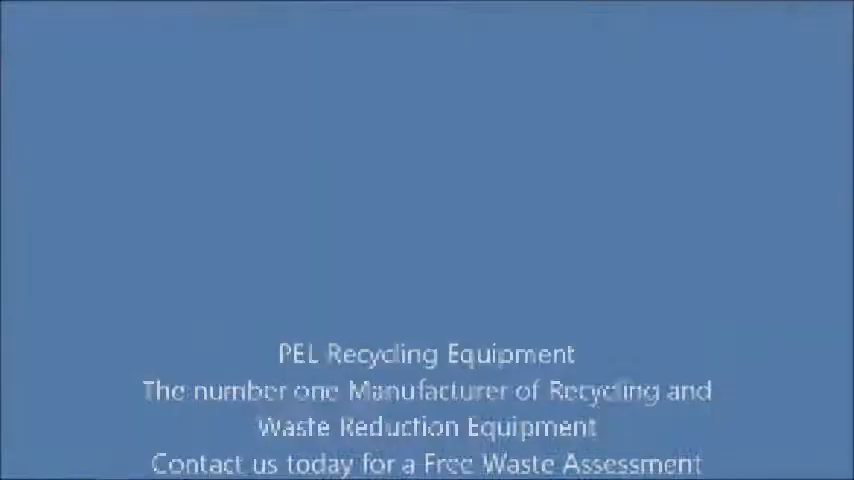 PEL Recycling Equipment
The number one Manufacturer of Recycling and
Waste Reduction Equipment
Contact us today for a Free Waste Assessment